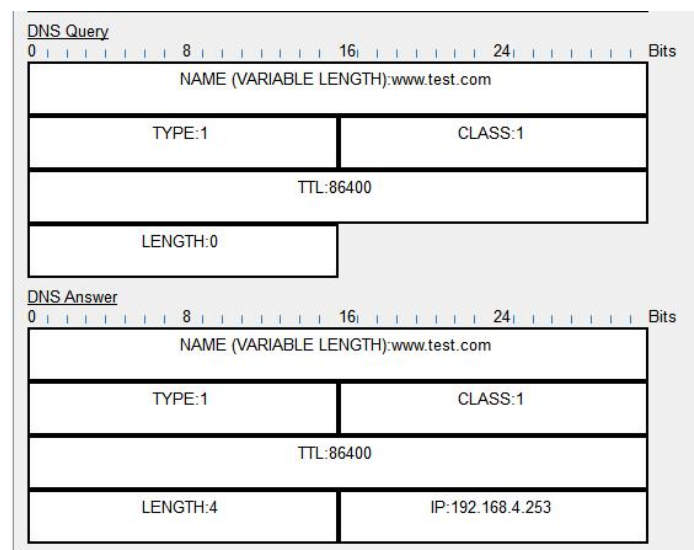 DNS Query
0 8 16 24 Bits
NAME (VARIABLE LENGTH):www.test.com
TYPE:1 CLASS:1
TTL:86400
LENGTH:0
DNS Answer
0 8 16 24 Bits
NAME (VARIABLE LENGTH):www.test.com
TYPE:1 CLASS:1
TTL:86400
LENGTH:4 IP:192.168.4.253